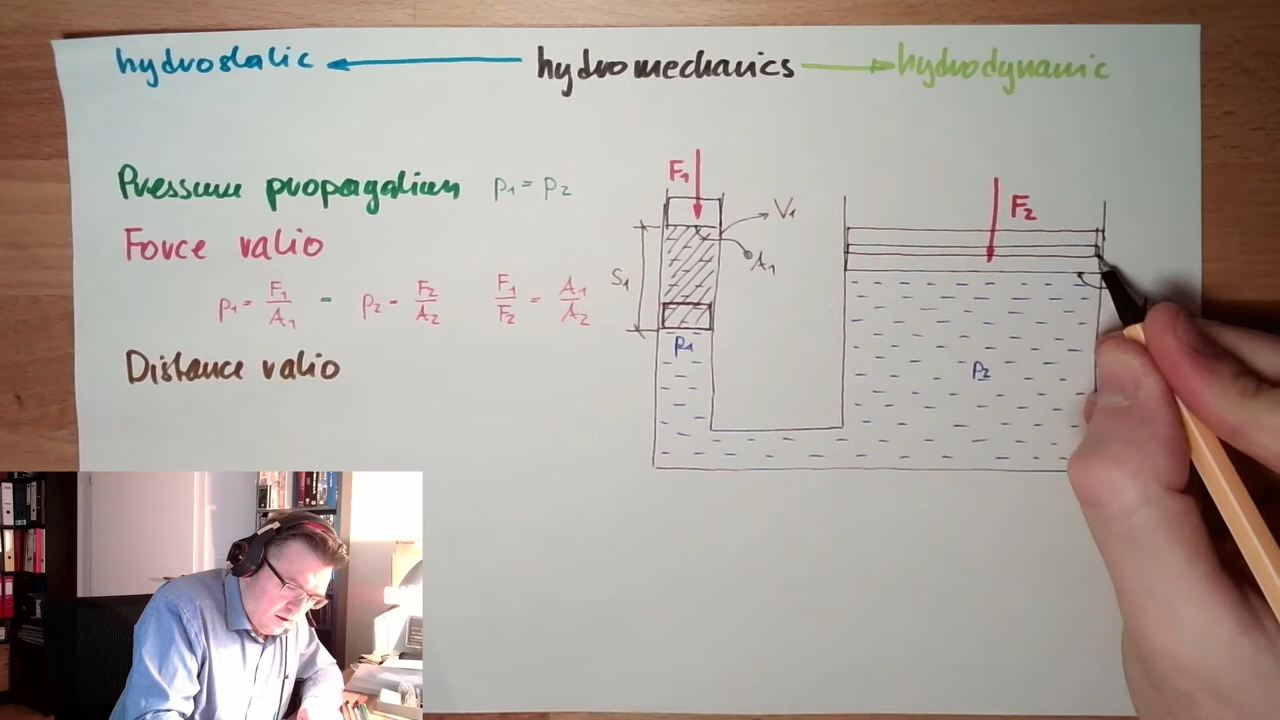 hydrostatic ← hydromechanics → hydrodynamic
Pressure propagation p₁ = p₂
Force ratio
p₁ = F₁/A₁ = p₂ = F₂/A₂ F₁/F₂ = A₁/A₂
Distance ratio
F₁
V₁
A₁
S₁
p₁
F₂
p₂